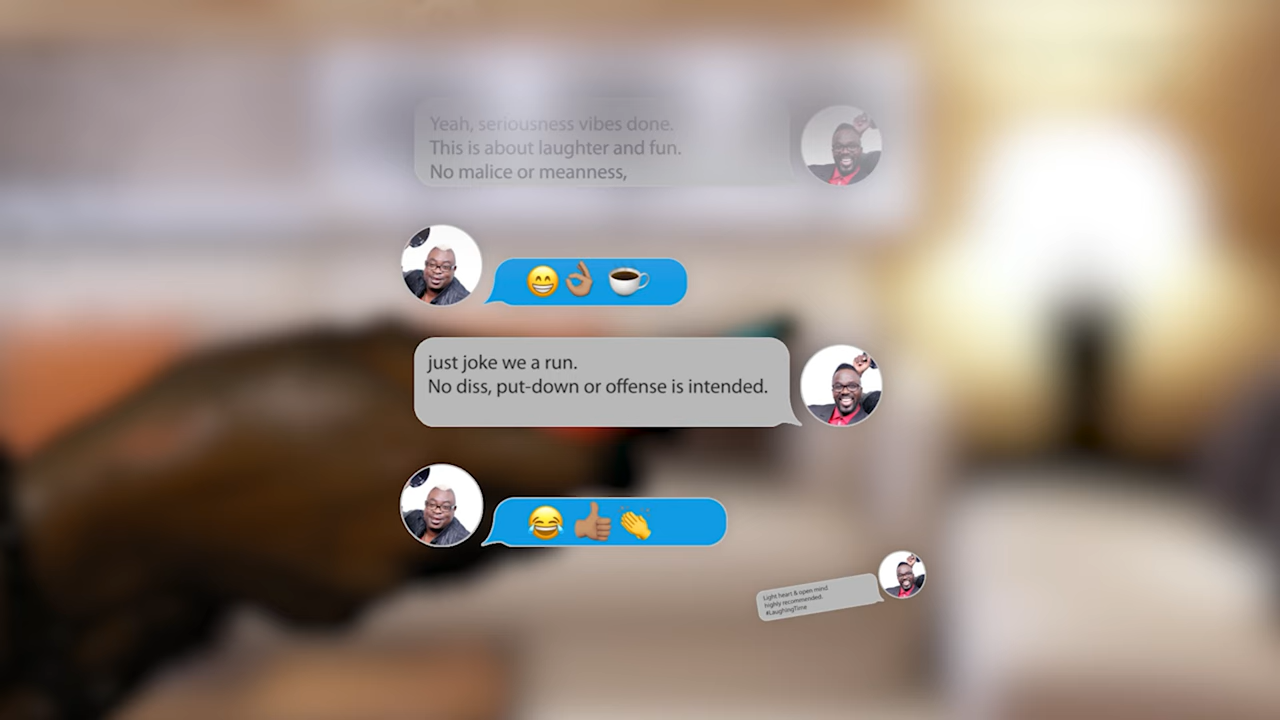 Yeah, seriousness vibes done.
This is about laughter and fun.
No malice or meanness,
just joke we a run.
No diss, put-down or offense is intended.
Light heart & open mind
highly recommended.
#LaughingTime